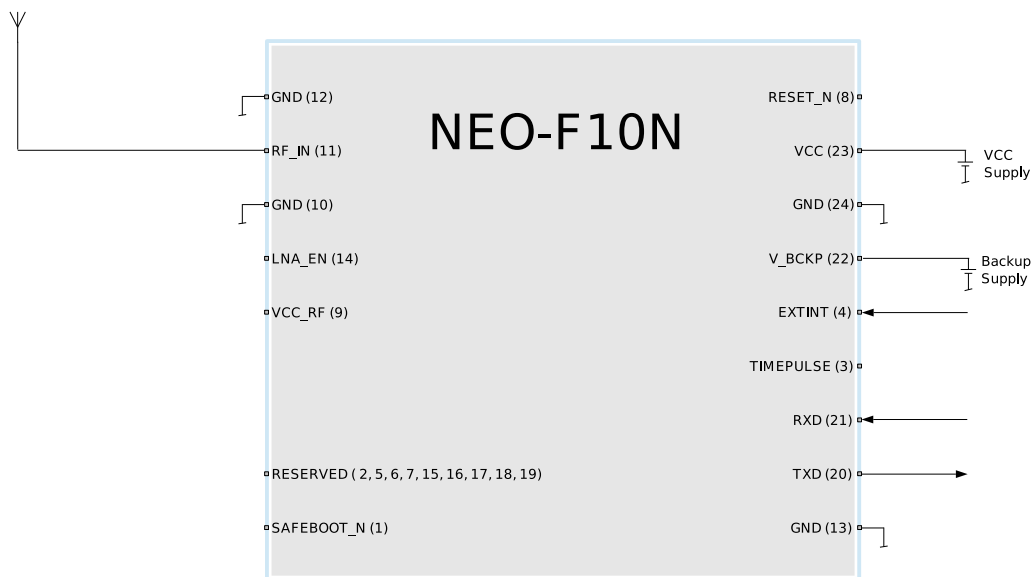 NEO-F10N
GND (12)
RF_IN (11)
GND (10)
LNA_EN (14)
VCC_RF (9)
RESERVED ( 2, 5, 6, 7, 15, 16, 17, 18, 19)
SAFEBOOT_N (1)
RESET_N (8)
VCC (23)
GND (24)
V_BCKP (22)
EXTINT (4)
TIMEPULSE (3)
RXD (21)
TXD (20)
GND (13)
VCC
Supply
Backup
Supply